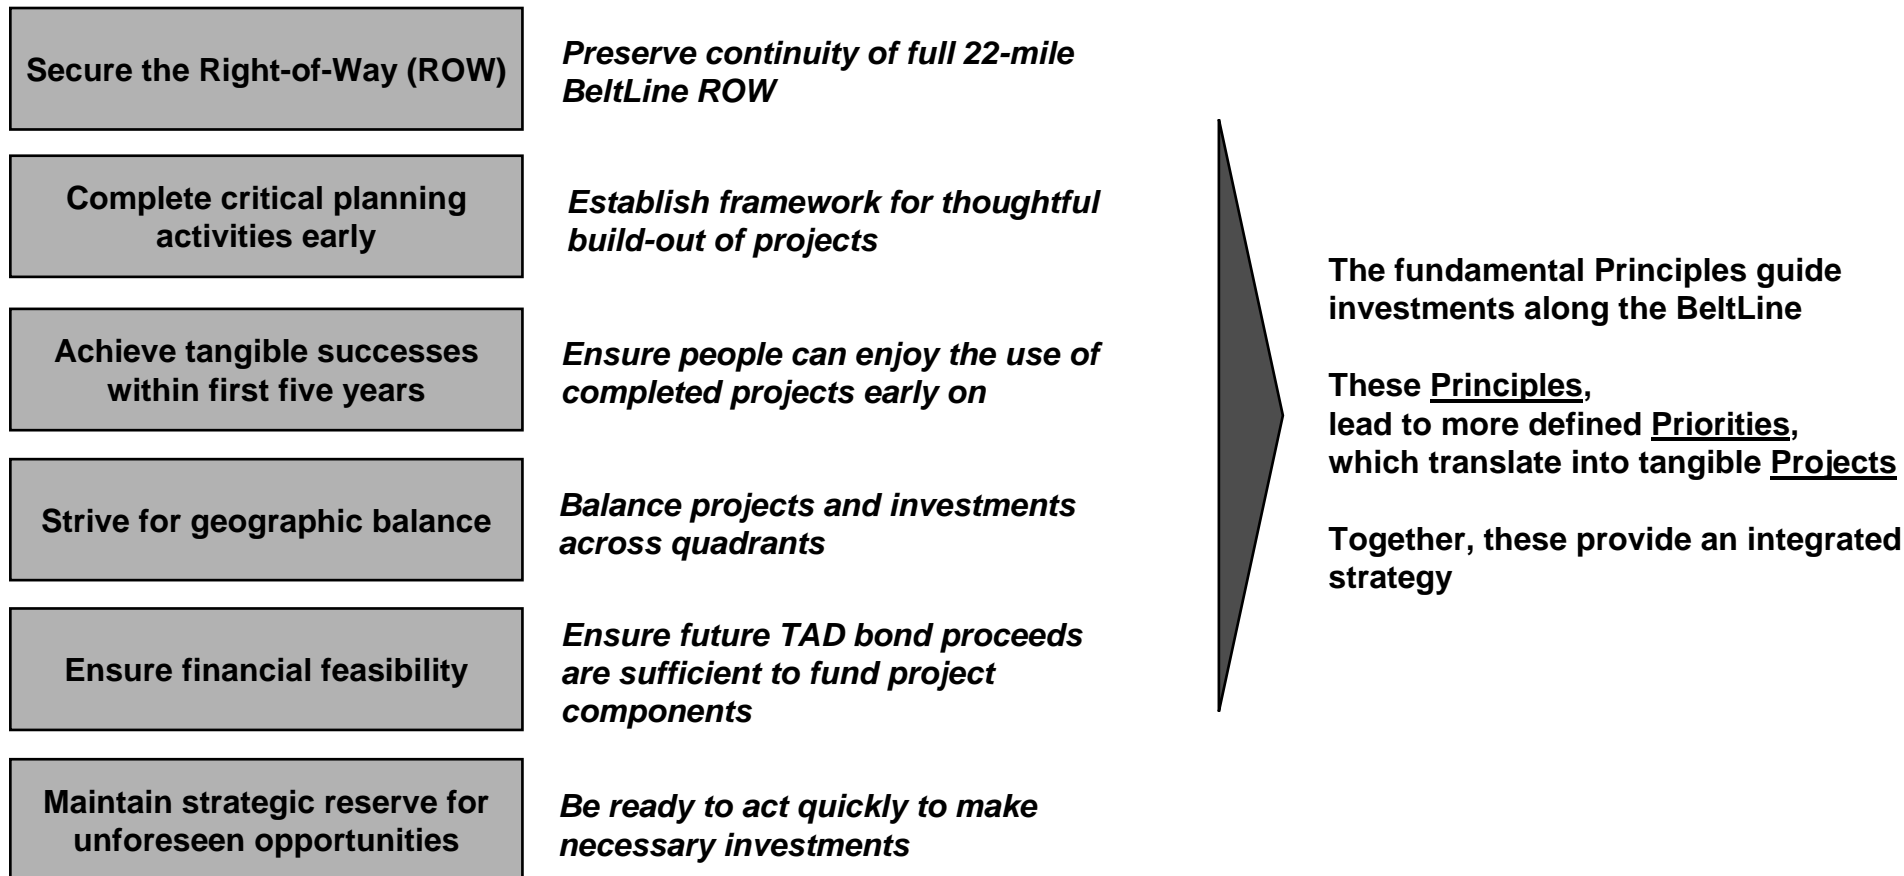 Secure the Right-of-Way (ROW)
Preserve continuity of full 22-mile
BeltLine ROW
Complete critical planning
activities early
Establish framework for thoughtful
build-out of projects
Achieve tangible successes
within first five years
Ensure people can enjoy the use of
completed projects early on
Strive for geographic balance
Balance projects and investments
across quadrants
Ensure financial feasibility
Ensure future TAD bond proceeds
are sufficient to fund project
components
Maintain strategic reserve for
unforeseen opportunities
Be ready to act quickly to make
necessary investments
The fundamental Principles guide
investments along the BeltLine
These Principles,
lead to more defined Priorities,
which translate into tangible Projects
Together, these provide an integrated
strategy